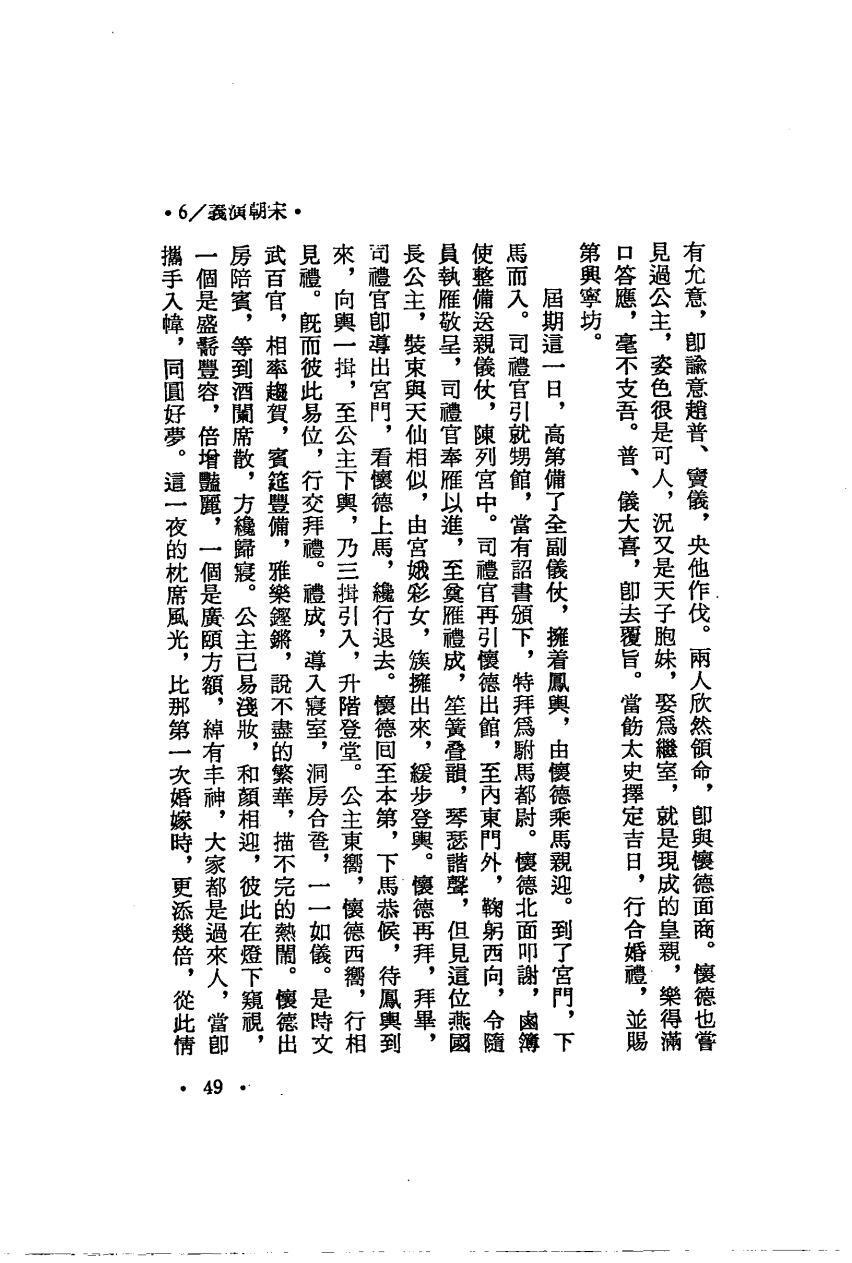 •6/義演朝宋•
有允意，卽諭意趙普、竇儀，央他作伐。兩人欣然領命，卽與懷德面商。懷德也嘗
見過公主，姿色很是可人，況又是天子胞妹，娶爲繼室，就是現成的皇親，樂得滿
口答應，毫不支吾。普、儀大喜，卽去覆旨。當飭太史擇定吉日，行合婚禮，並賜
第興寧坊。
屆期這一日，高第備了全副儀仗，擁着鳳輿，由懷德乘馬親迎。到了宮門，下
馬而入。司禮官引就甥館，當有詔書頒下，特拜爲駙馬都尉。懷德北面叩謝，鹵簿
使整備送親儀仗，陳列宮中。司禮官再引懷德出館，至內東門外，鞠躬西向，令隨
員執雁敬呈，司禮官奉雁以進，至奠雁禮成，笙簧疊韻，琴瑟諧聲，但見這位燕國
長公主，裝束與天仙相似，由宮娥彩女，簇擁出來，緩步登輿。懷德再拜，拜畢，
司禮官卽導出宮門，看懷德上馬，纔行退去。懷德回至本第，下馬恭候，待鳳輿到
來，向輿一揖，至公主下輿，乃三揖引入，升階登堂。公主東嚮，懷德西嚮，行相
見禮。旣而彼此易位，行交拜禮。禮成，導入寢室，洞房合卺，一一如儀。是時文
武百官，相率趨賀，賓筵豐備，雅樂鏗鏘，說不盡的繁華，描不完的熱鬧。懷德出
房陪賓，等到酒闌席散，方纔歸寢。公主已易淺妝，和顏相迎，彼此在燈下窺視，
一個是盛鬋豐容，倍增豔麗，一個是廣頤方額，綽有丰神，大家都是過來人，當卽
攜手入幃，同圓好夢。這一夜的枕席風光，比那第一次婚嫁時，更添幾倍，從此情
•49•